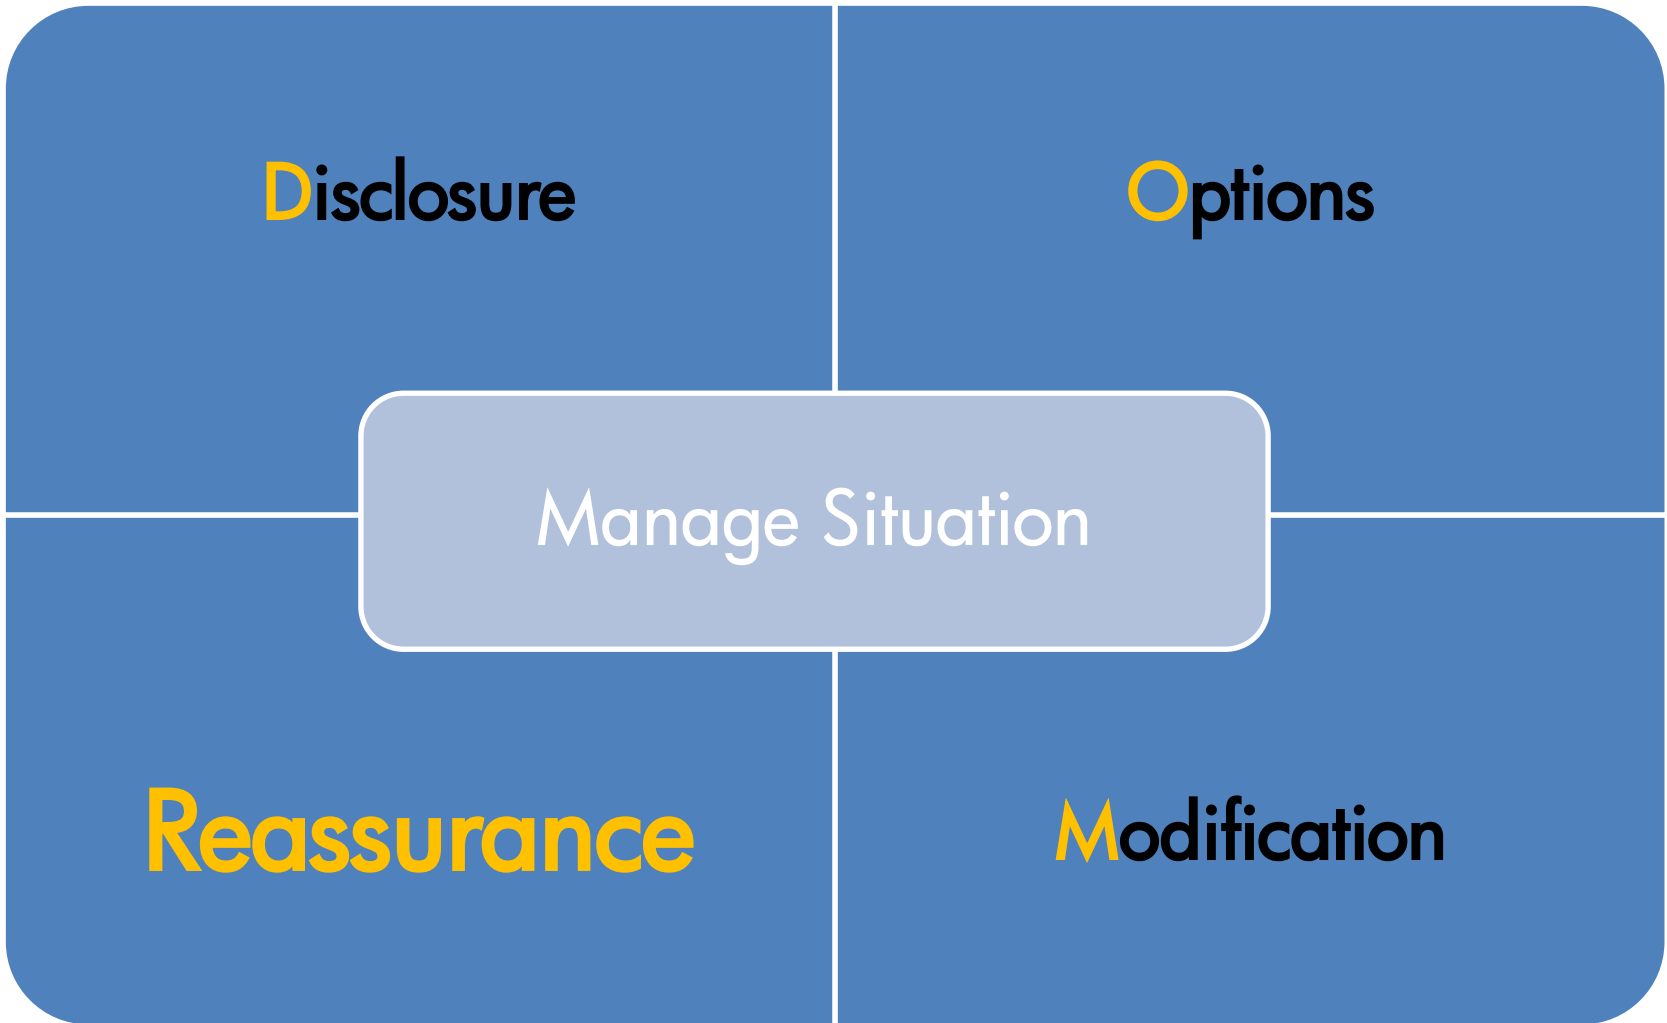 Disclosure
Options
Manage Situation
Reassurance
Modification